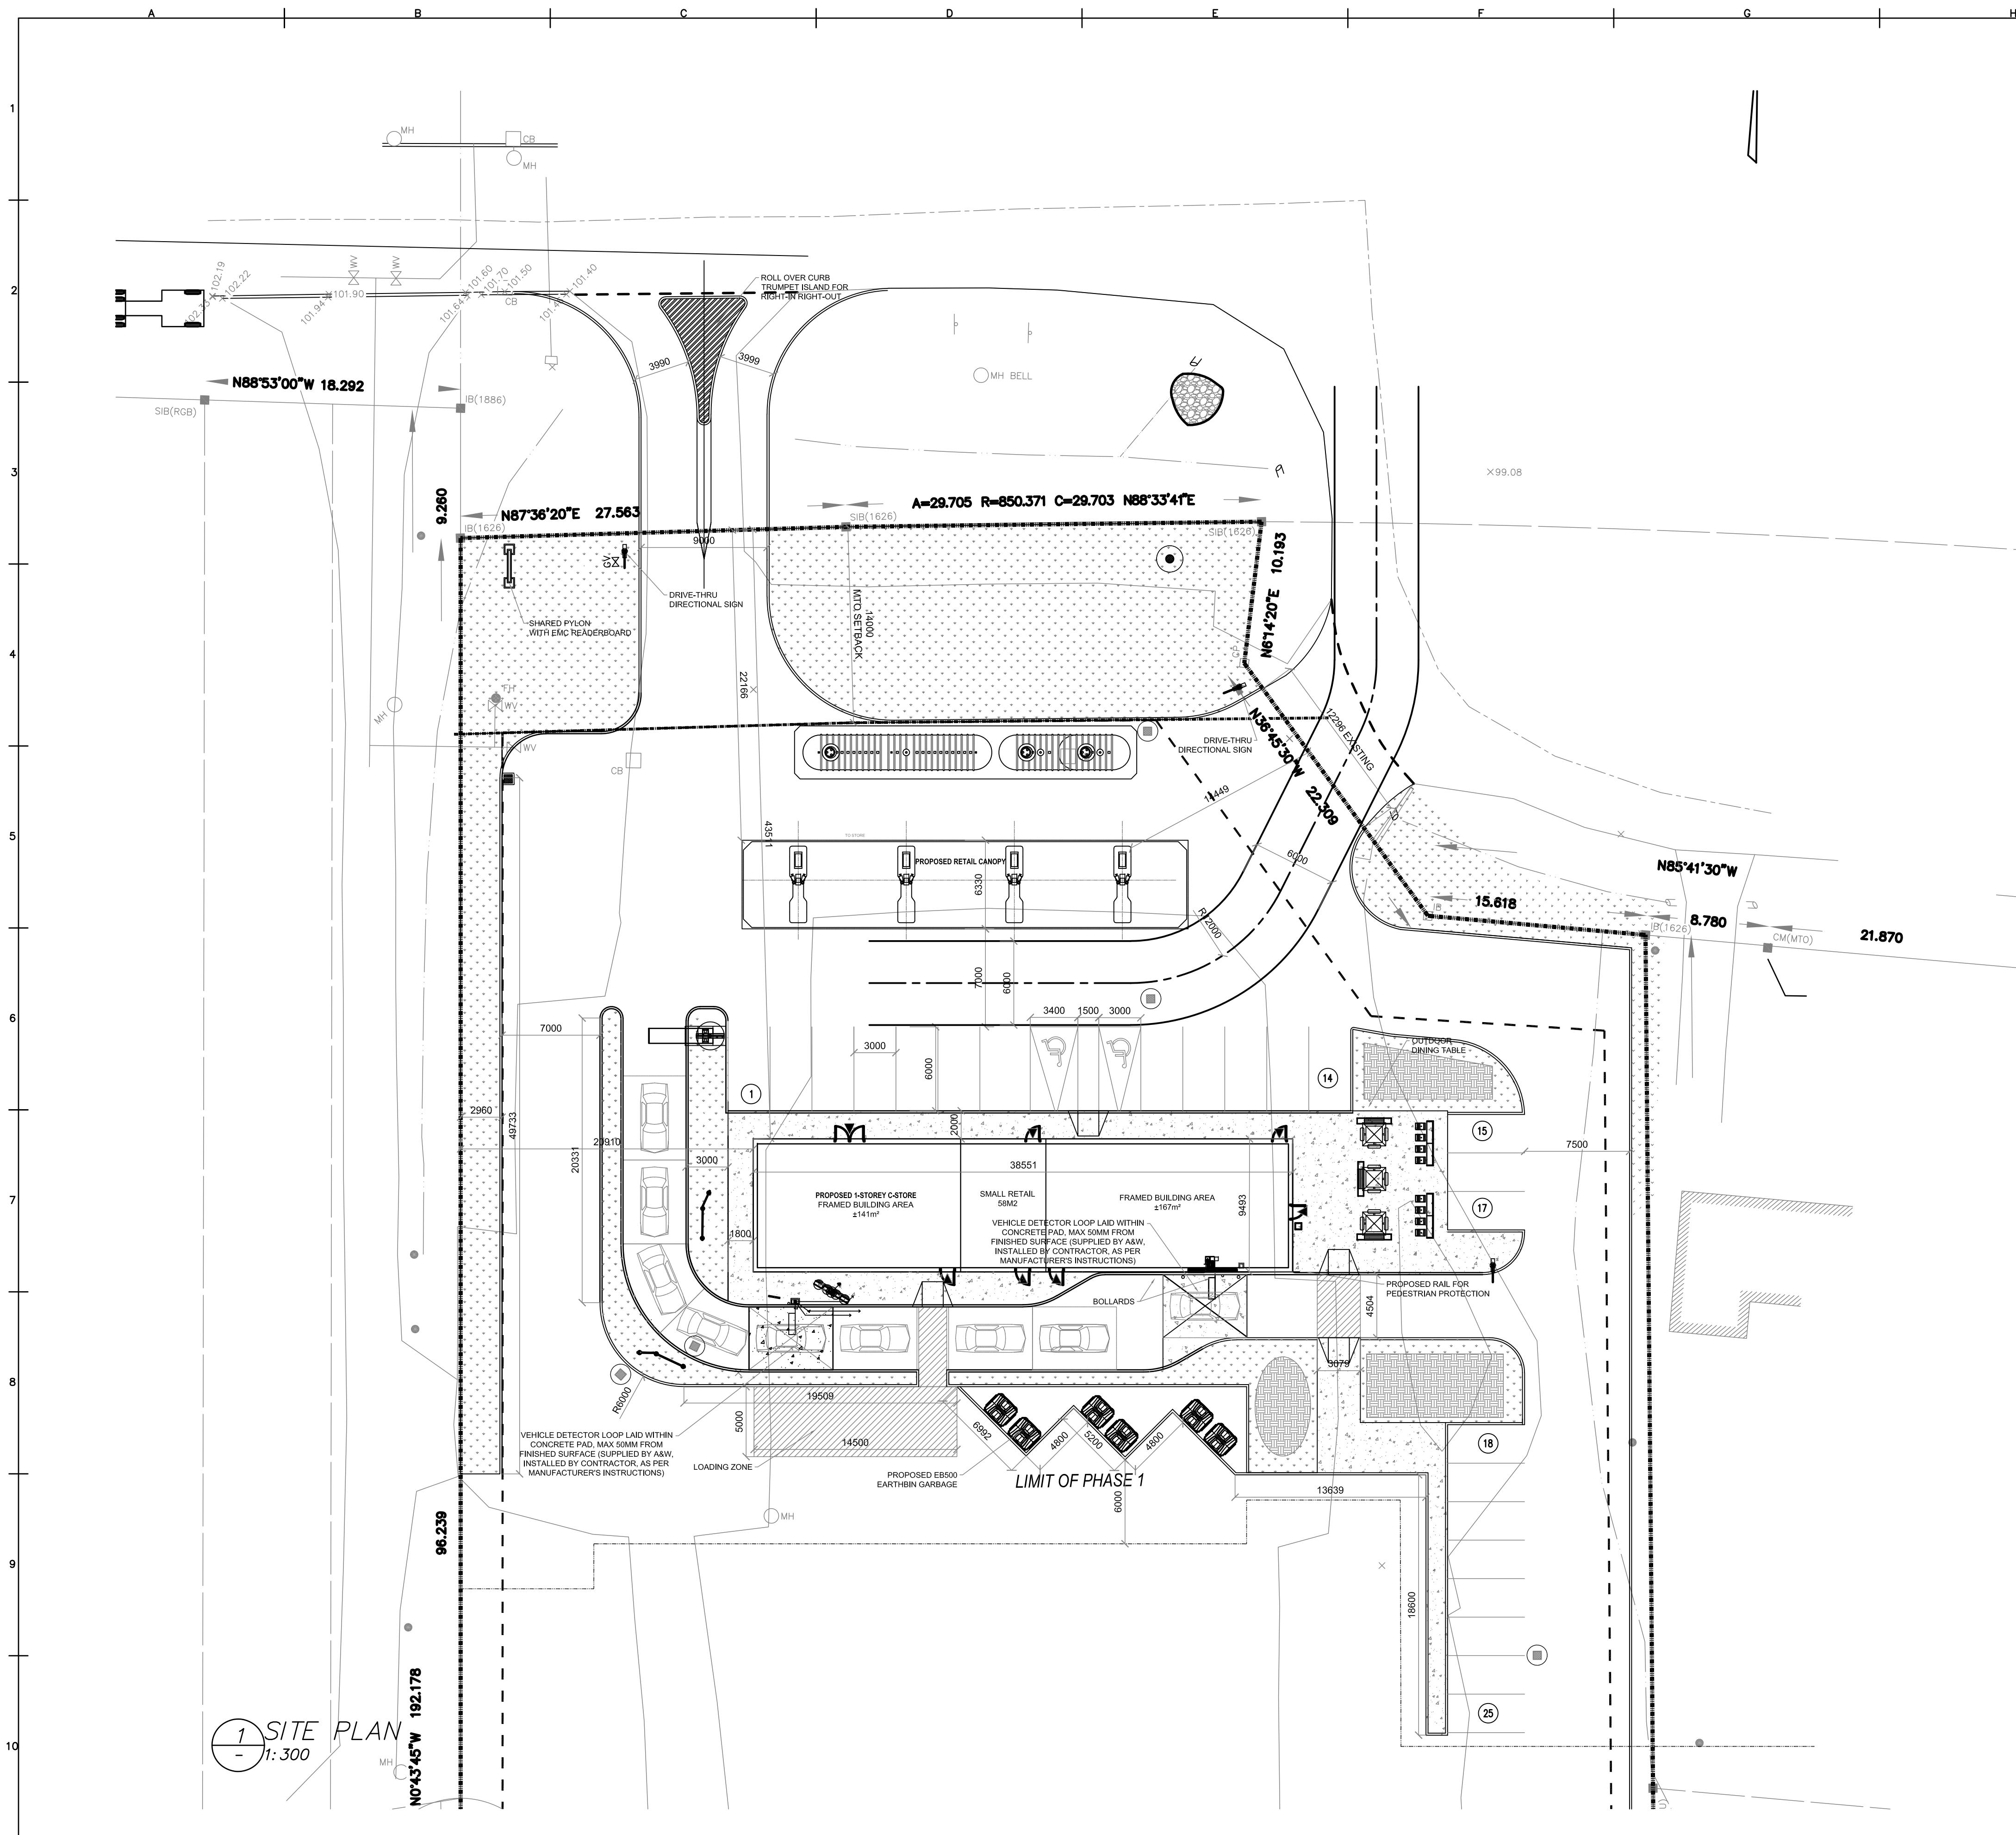 A
B
C
D
E
F
G
H
1
2
3
4
5
6
7
8
9
10
MH
CB
MH
WV
WV
102.19
102.22
101.94
101.90
101.64
101.60
101.70
101.50
CB
101.40
ROLL OVER CURB
TRUMPET ISLAND FOR
RIGHT-IN RIGHT-OUT
3990
3999
MH BELL
N88°53'00"W 18.292
SIB(RGB)
IB(1886)
×99.08
9.260
N87°36'20"E 27.563
IB(1626)
SIB(1626)
A=29.705 R=850.371 C=29.703 N88°33'41"E
SIB(1626)
9000
GV
DRIVE-THRU
DIRECTIONAL SIGN
SHARED PYLON
WITH EMC READERBOARD
14000
MTO SETBACK
N6°14'20"E 10.193
22166
FH
WV
MH
WV
CB
DRIVE-THRU
DIRECTIONAL SIGN
N36°45'30"W 22.309
12296 EXISTING
14449
43511
TO STORE
PROPOSED RETAIL CANOPY
6330
6000
R12000
N85°41'30"W
IB
15.618
IB(1626)
8.780
CM(MTO)
21.870
7000
6000
7000
3400
1500
3000
3000
6000
OUTDOOR
DINING TABLE
1
14
2960
49733
20331
20910
3000
2000
38551
15
7500
PROPOSED 1-STOREY C-STORE
FRAMED BUILDING AREA
±141m²
SMALL RETAIL
58M2
FRAMED BUILDING AREA
±167m²
9493
17
1800
VEHICLE DETECTOR LOOP LAID WITHIN
CONCRETE PAD, MAX 50MM FROM
FINISHED SURFACE (SUPPLIED BY A&W,
INSTALLED BY CONTRACTOR, AS PER
MANUFACTURER'S INSTRUCTIONS)
BOLLARDS
PROPOSED RAIL FOR
PEDESTRIAN PROTECTION
4504
3079
R6000
19509
5000
14500
VEHICLE DETECTOR LOOP LAID WITHIN
CONCRETE PAD, MAX 50MM FROM
FINISHED SURFACE (SUPPLIED BY A&W,
INSTALLED BY CONTRACTOR, AS PER
MANUFACTURER'S INSTRUCTIONS)
LOADING ZONE
6992
4800
5200
4800
18
PROPOSED EB500
EARTHBIN GARBAGE
LIMIT OF PHASE 1
6000
13639
MH
96.239
18600
25
N0°43'45"W 192.178
MH
1
-
SITE PLAN
1:300